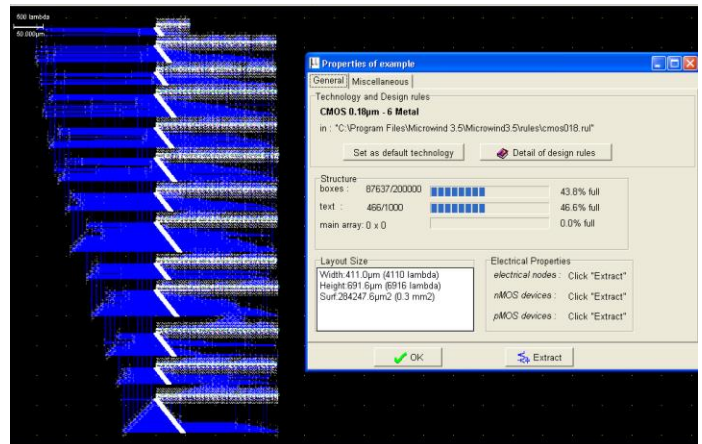 500 lambda
50.000µm
Properties of example
General Miscellaneous
Technology and Design rules
CMOS 0.18µm - 6 Metal
in : "C:\Program Files\Microwind 3.5\Microwind3.5\rules\cmos018.rul"
Set as default technology
Detail of design rules
Structure
boxes : 87637/200000 43.8% full
text : 466/1000 46.6% full
main array: 0 x 0 0.0% full
Layout Size
Width:411.0µm (4110 lambda)
Height:691.6µm (6916 lambda)
Surf:284247.6µm2 (0.3 mm2)
Electrical Properties
electrical nodes : Click "Extract"
nMOS devices : Click "Extract"
pMOS devices : Click "Extract"
OK
Extract